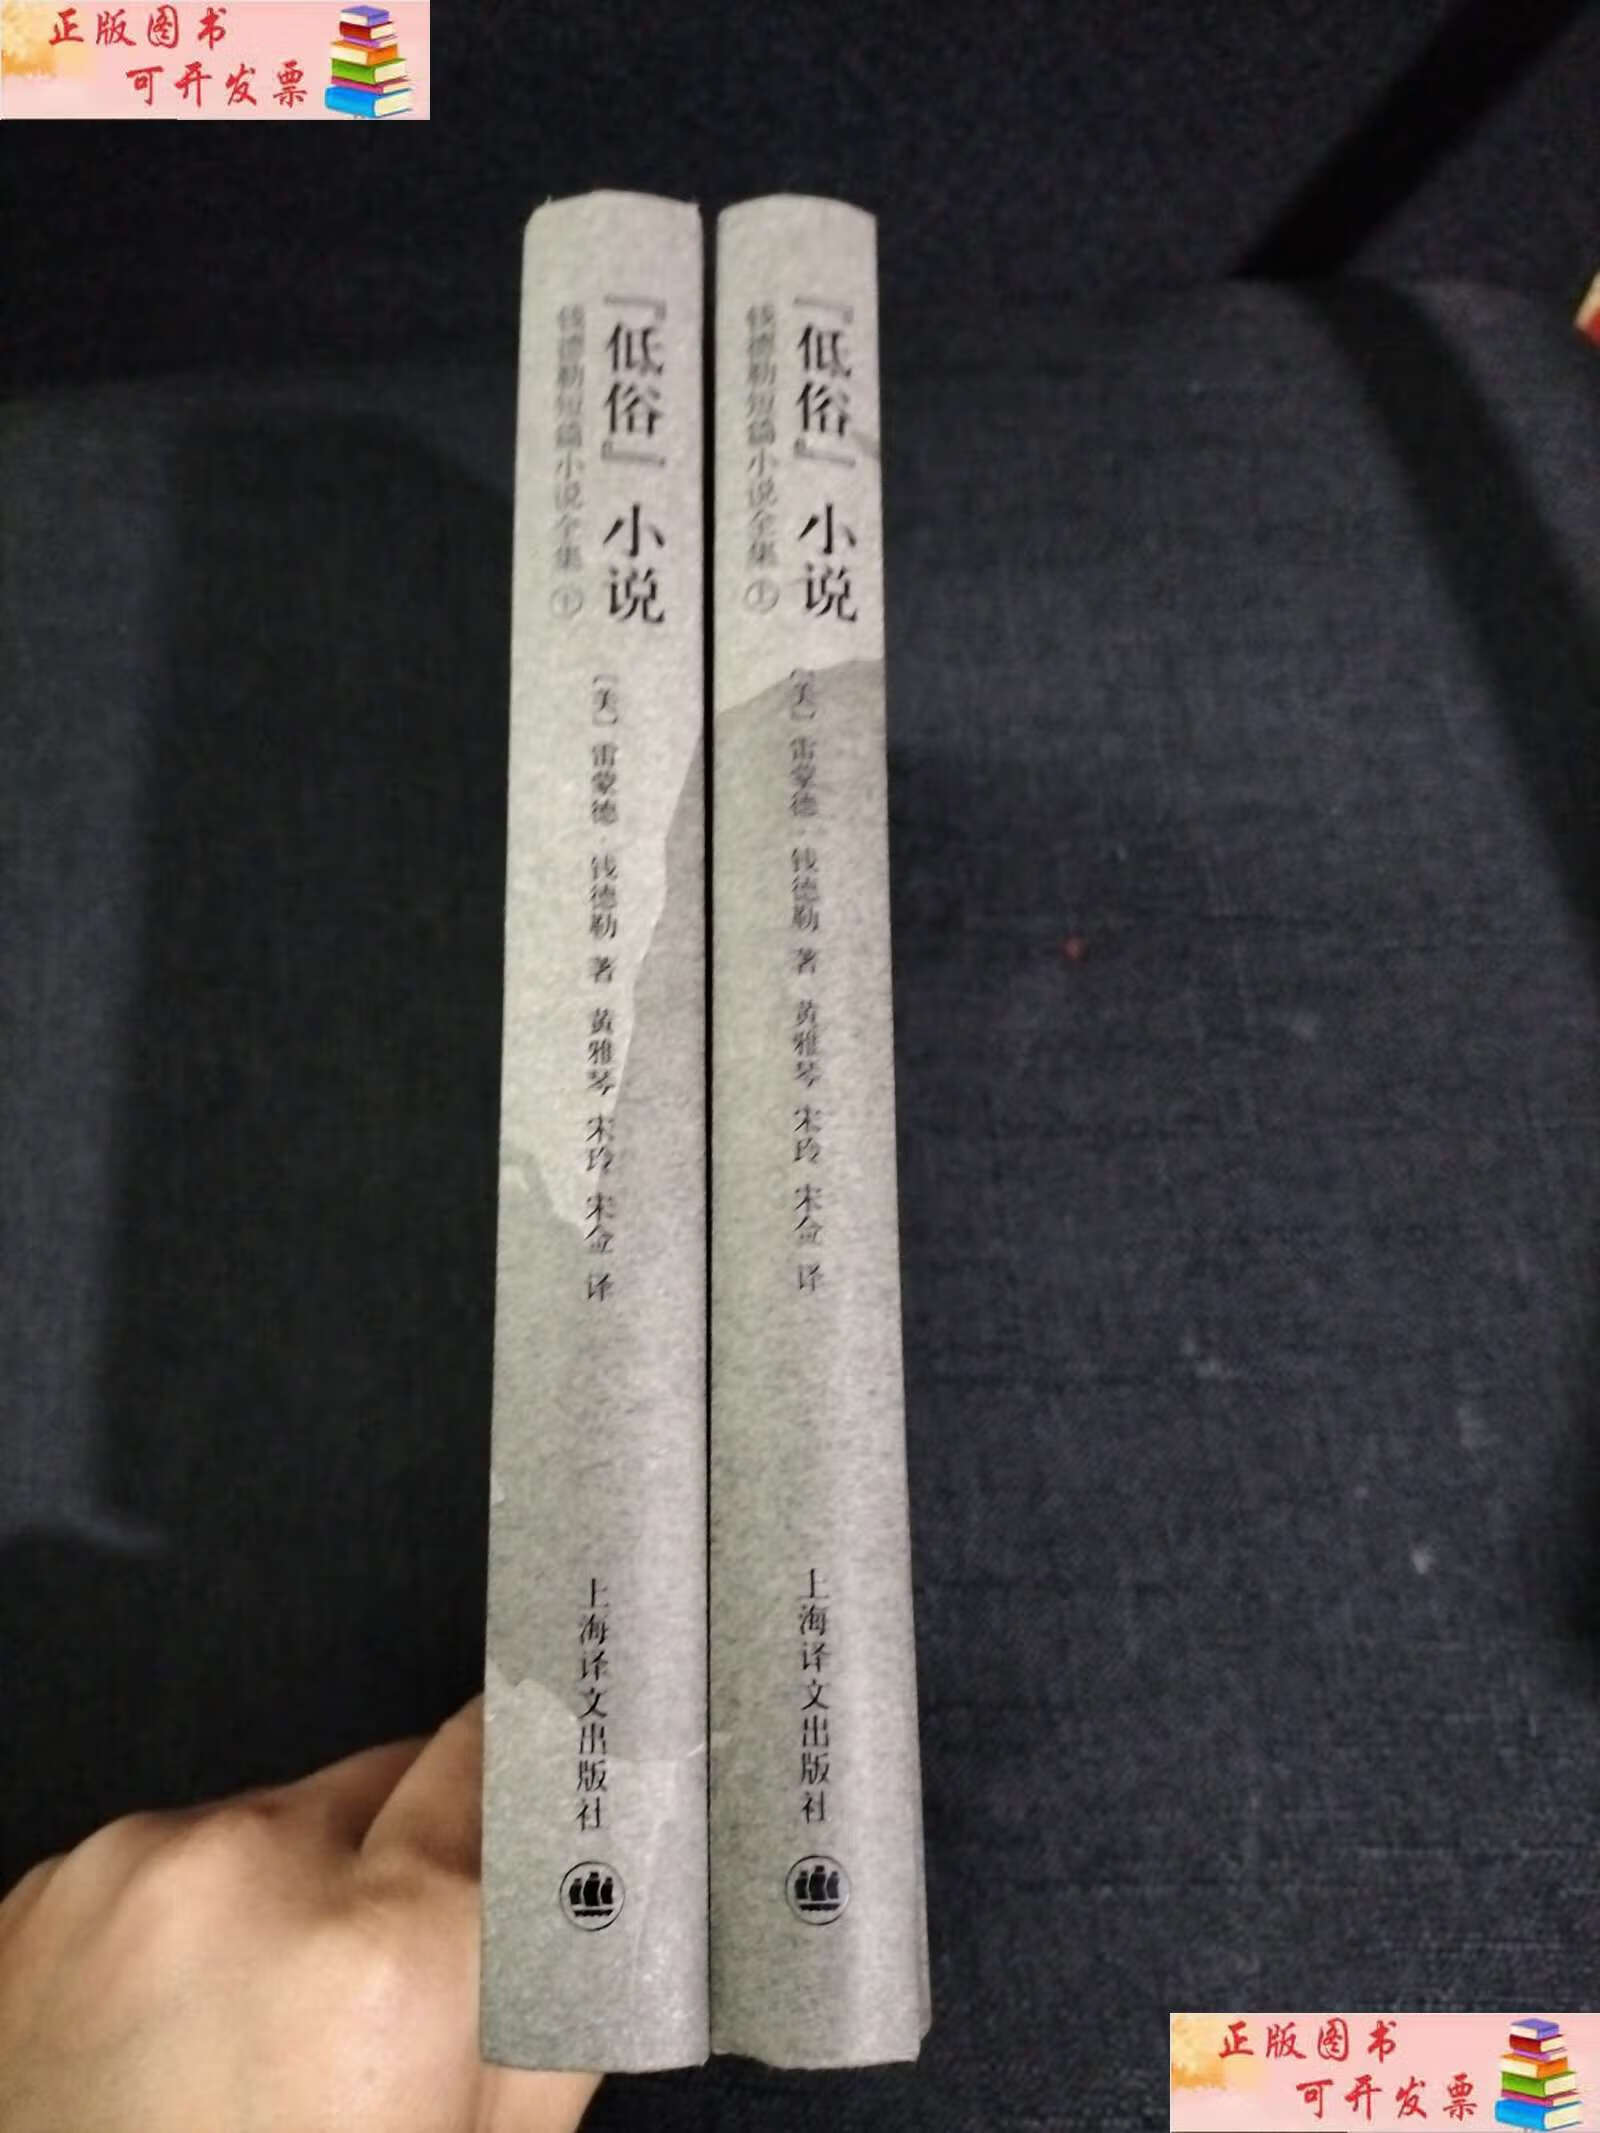 正版图书
可开发票
『低俗』小说
钱德勒短篇小说全集 下
[美] 雷蒙德·钱德勒 著 黄雅琴 宋玲 宋佥 译
上海译文出版社
『低俗』小说
钱德勒短篇小说全集 上
[美] 雷蒙德·钱德勒 著 黄雅琴 宋玲 宋佥 译
上海译文出版社
正版图书
可开发票